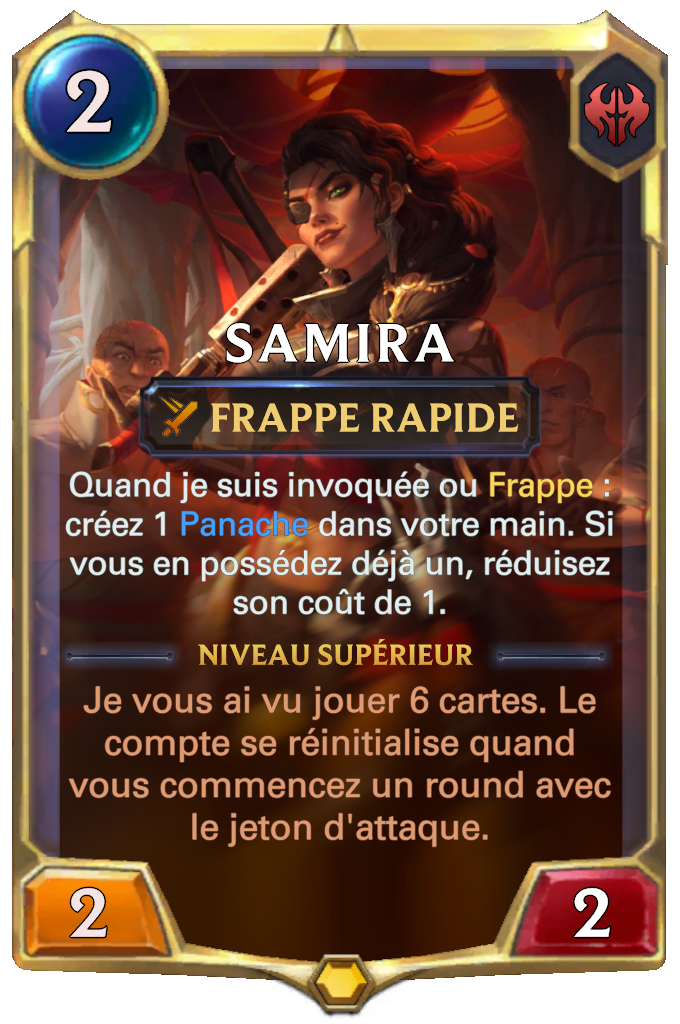 2
SAMIRA
FRAPPE RAPIDE
Quand je suis invoquée ou Frappe :
créez 1 Panache dans votre main. Si
vous en possédez déjà un, réduisez
son coût de 1.
NIVEAU SUPÉRIEUR
Je vous ai vu jouer 6 cartes. Le
compte se réinitialise quand
vous commencez un round avec
le jeton d'attaque.
2 2